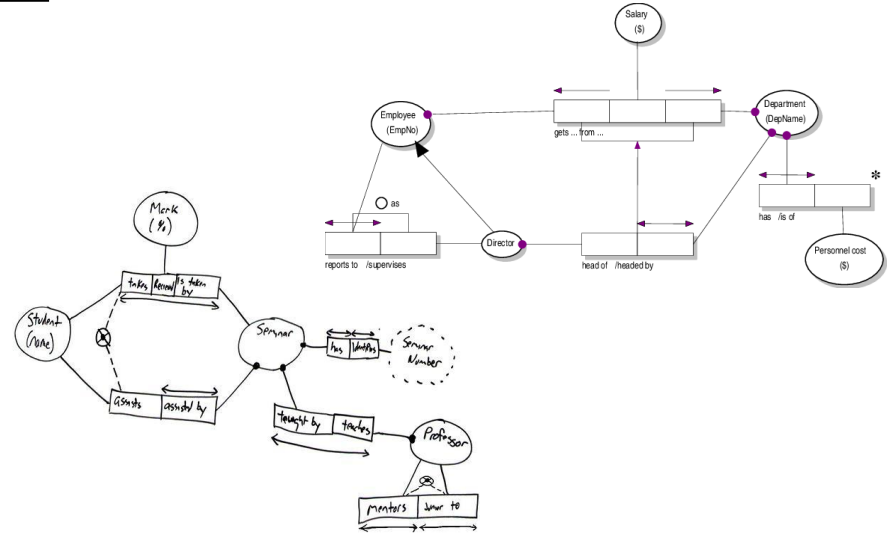 Salary
($)
Employee
(EmpNo)
Department
(DepName)
gets ... from ...
as
reports to /supervises
Director
head of /headed by
has /is of
*
Personnel cost
($)
Mark
(%)
takes
is taken
by
Student
(name)
Seminar
has
Seminar
Number
assists
assisted by
taught by
teaches
Professor
mentors